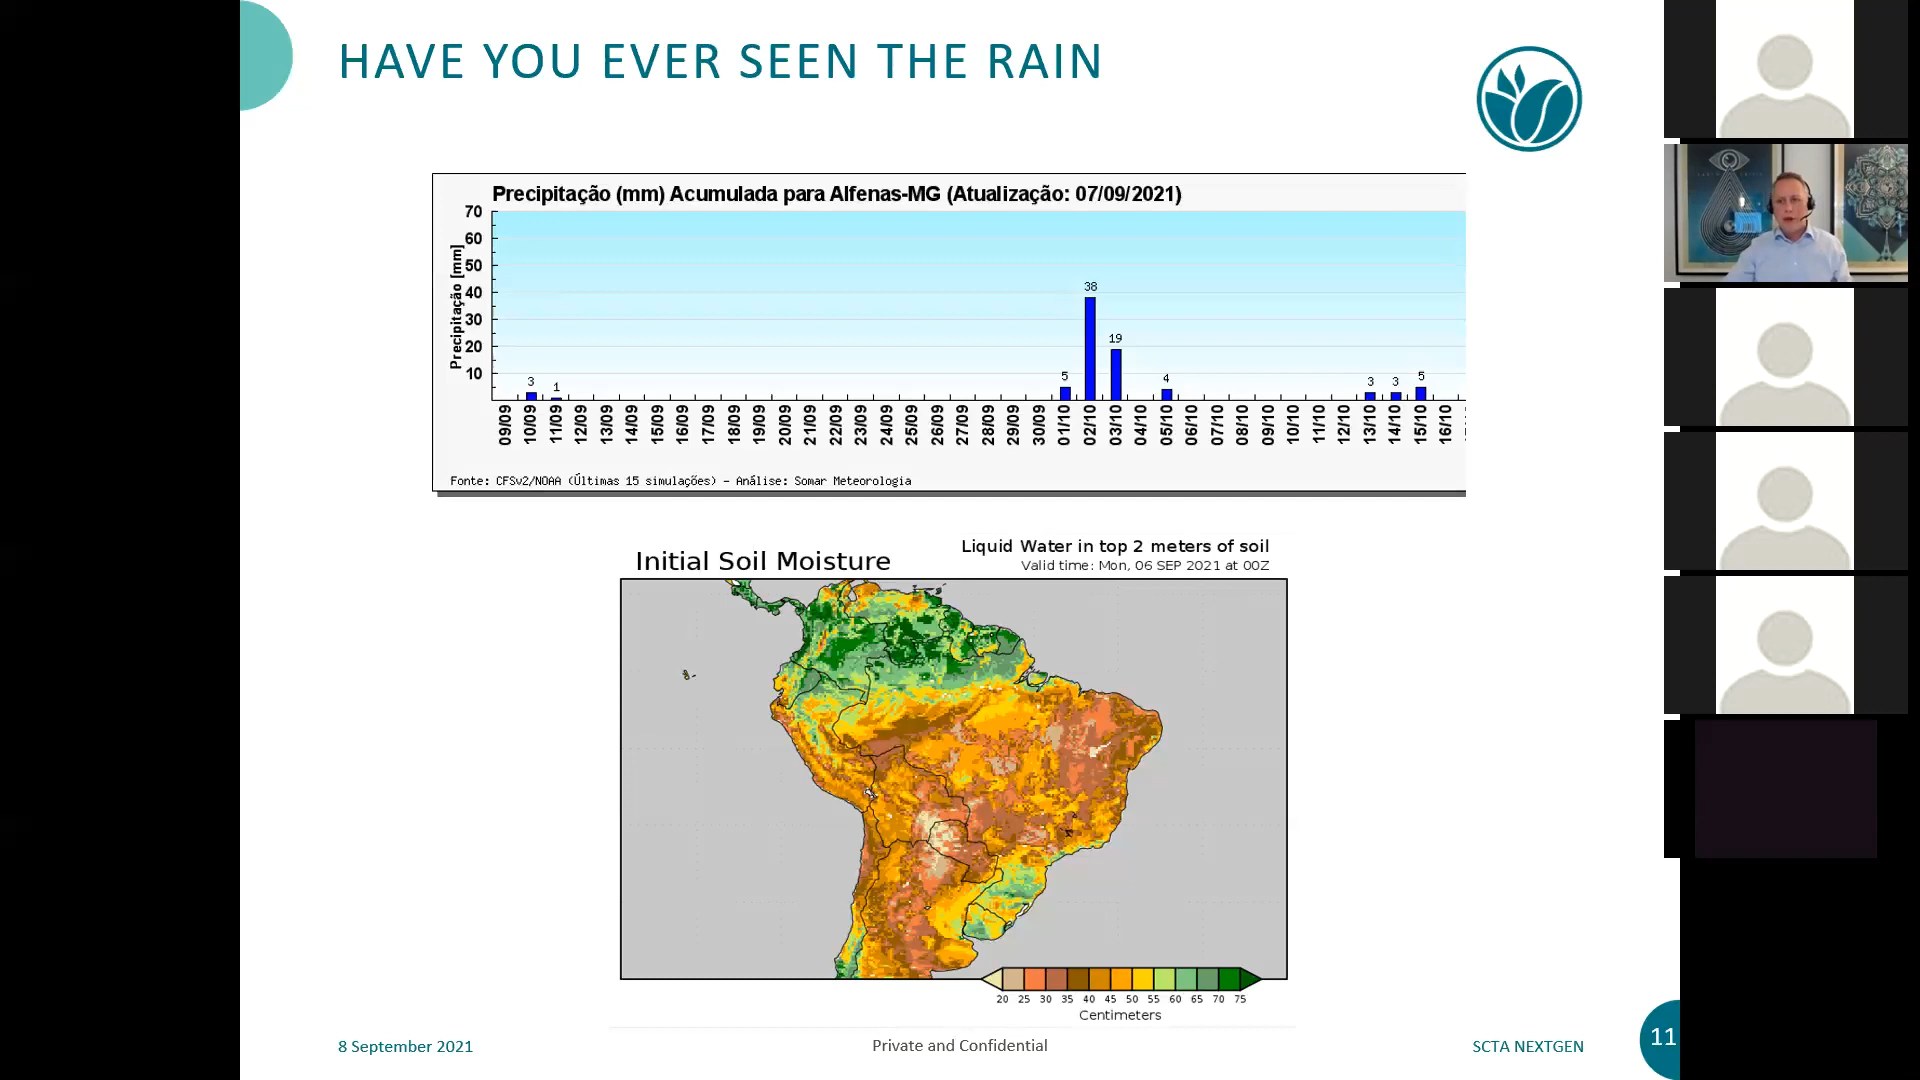 HAVE YOU EVER SEEN THE RAIN
Precipitação (mm) Acumulada para Alfenas-MG (Atualização: 07/09/2021)
Precipitação [mm]
70
60
50
40
30
20
10
3 1 5 38 19 4 3 3 5
09/09 10/09 11/09 12/09 13/09 14/09 15/09 16/09 17/09 18/09 19/09 20/09 21/09 22/09 23/09 24/09 25/09 26/09 27/09 28/09 29/09 30/09 01/10 02/10 03/10 04/10 05/10 06/10 07/10 08/10 09/10 10/10 11/10 12/10 13/10 14/10 15/10 16/10
Fonte: CFSv2/NOAA (Últimas 15 simulações) - Análise: Somar Meteorologia
Initial Soil Moisture
Liquid Water in top 2 meters of soil
Valid time: Mon, 06 SEP 2021 at 00Z
20 25 30 35 40 45 50 55 60 65 70 75
Centimeters
8 September 2021
Private and Confidential
SCTA NEXTGEN
11